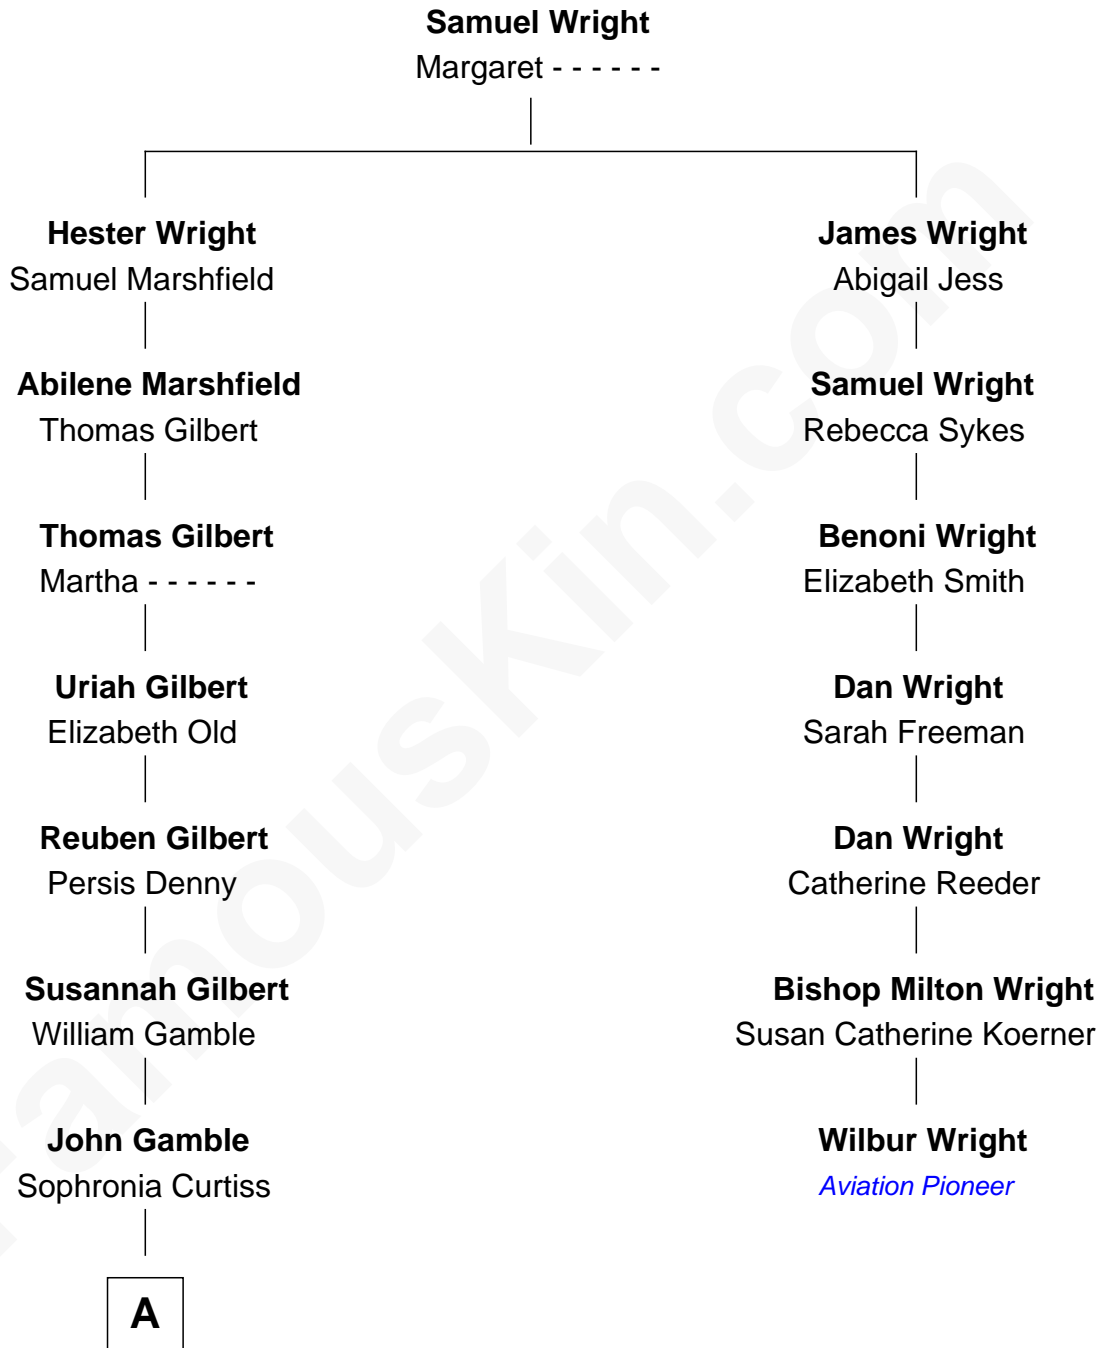 Samuel Wright
Margaret - - - - - -
Hester Wright
Samuel Marshfield
Abilene Marshfield
Thomas Gilbert
Thomas Gilbert
Martha - - - - - -
Uriah Gilbert
Elizabeth Old
Reuben Gilbert
Persis Denny
Susannah Gilbert
William Gamble
John Gamble
Sophronia Curtiss
A
James Wright
Abigail Jess
Samuel Wright
Rebecca Sykes
Benoni Wright
Elizabeth Smith
Dan Wright
Sarah Freeman
Dan Wright
Catherine Reeder
Bishop Milton Wright
Susan Catherine Koerner
Wilbur Wright
Aviation Pioneer
FamousKin.com